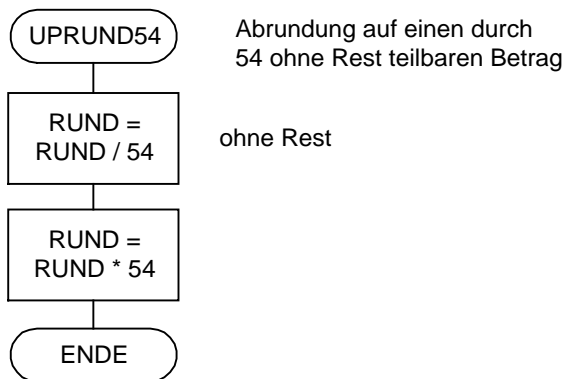 UPRUND54
Abrundung auf einen durch
54 ohne Rest teilbaren Betrag
RUND =
RUND / 54
ohne Rest
RUND =
RUND * 54
ENDE